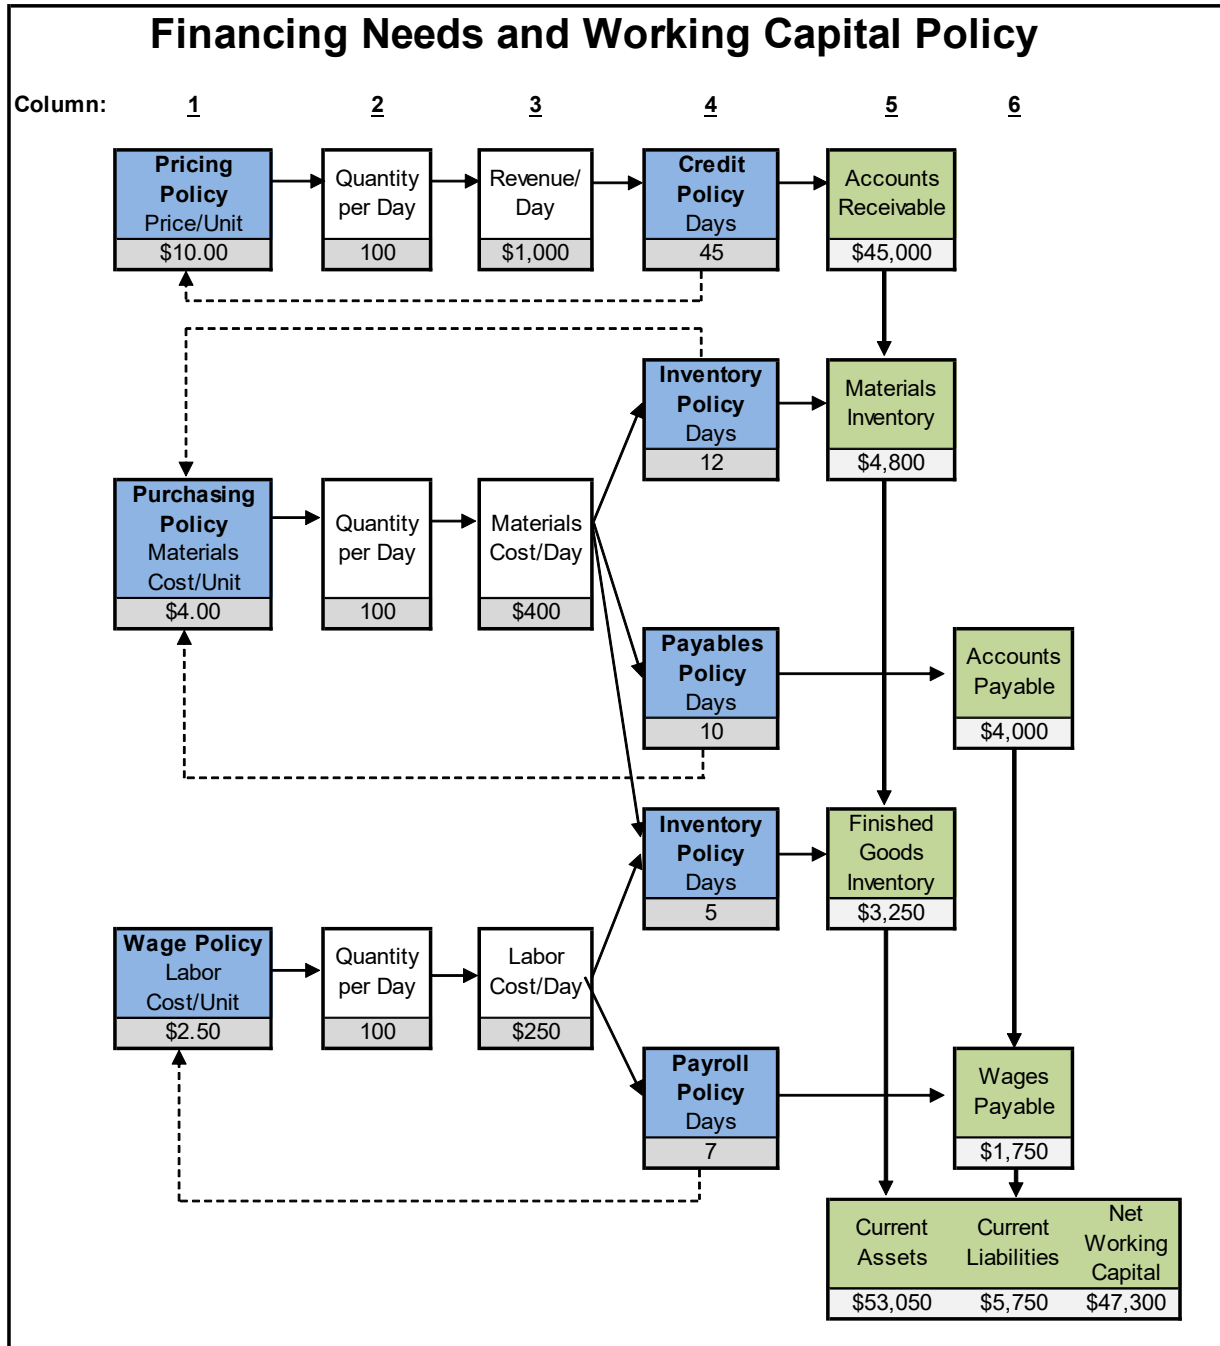 Financing Needs and Working Capital Policy
Column: 1 2 3 4 5 6
Pricing
Policy
Price/Unit
$10.00
Quantity
per Day
100
Revenue/
Day
$1,000
Credit
Policy
Days
45
Accounts
Receivable
$45,000
Inventory
Policy
Days
12
Materials
Inventory
$4,800
Purchasing
Policy
Materials
Cost/Unit
$4.00
Quantity
per Day
100
Materials
Cost/Day
$400
Payables
Policy
Days
10
Accounts
Payable
$4,000
Inventory
Policy
Days
5
Finished
Goods
Inventory
$3,250
Wage Policy
Labor
Cost/Unit
$2.50
Quantity
per Day
100
Labor
Cost/Day
$250
Payroll
Policy
Days
7
Wages
Payable
$1,750
Current
Assets
$53,050
Current
Liabilities
$5,750
Net
Working
Capital
$47,300